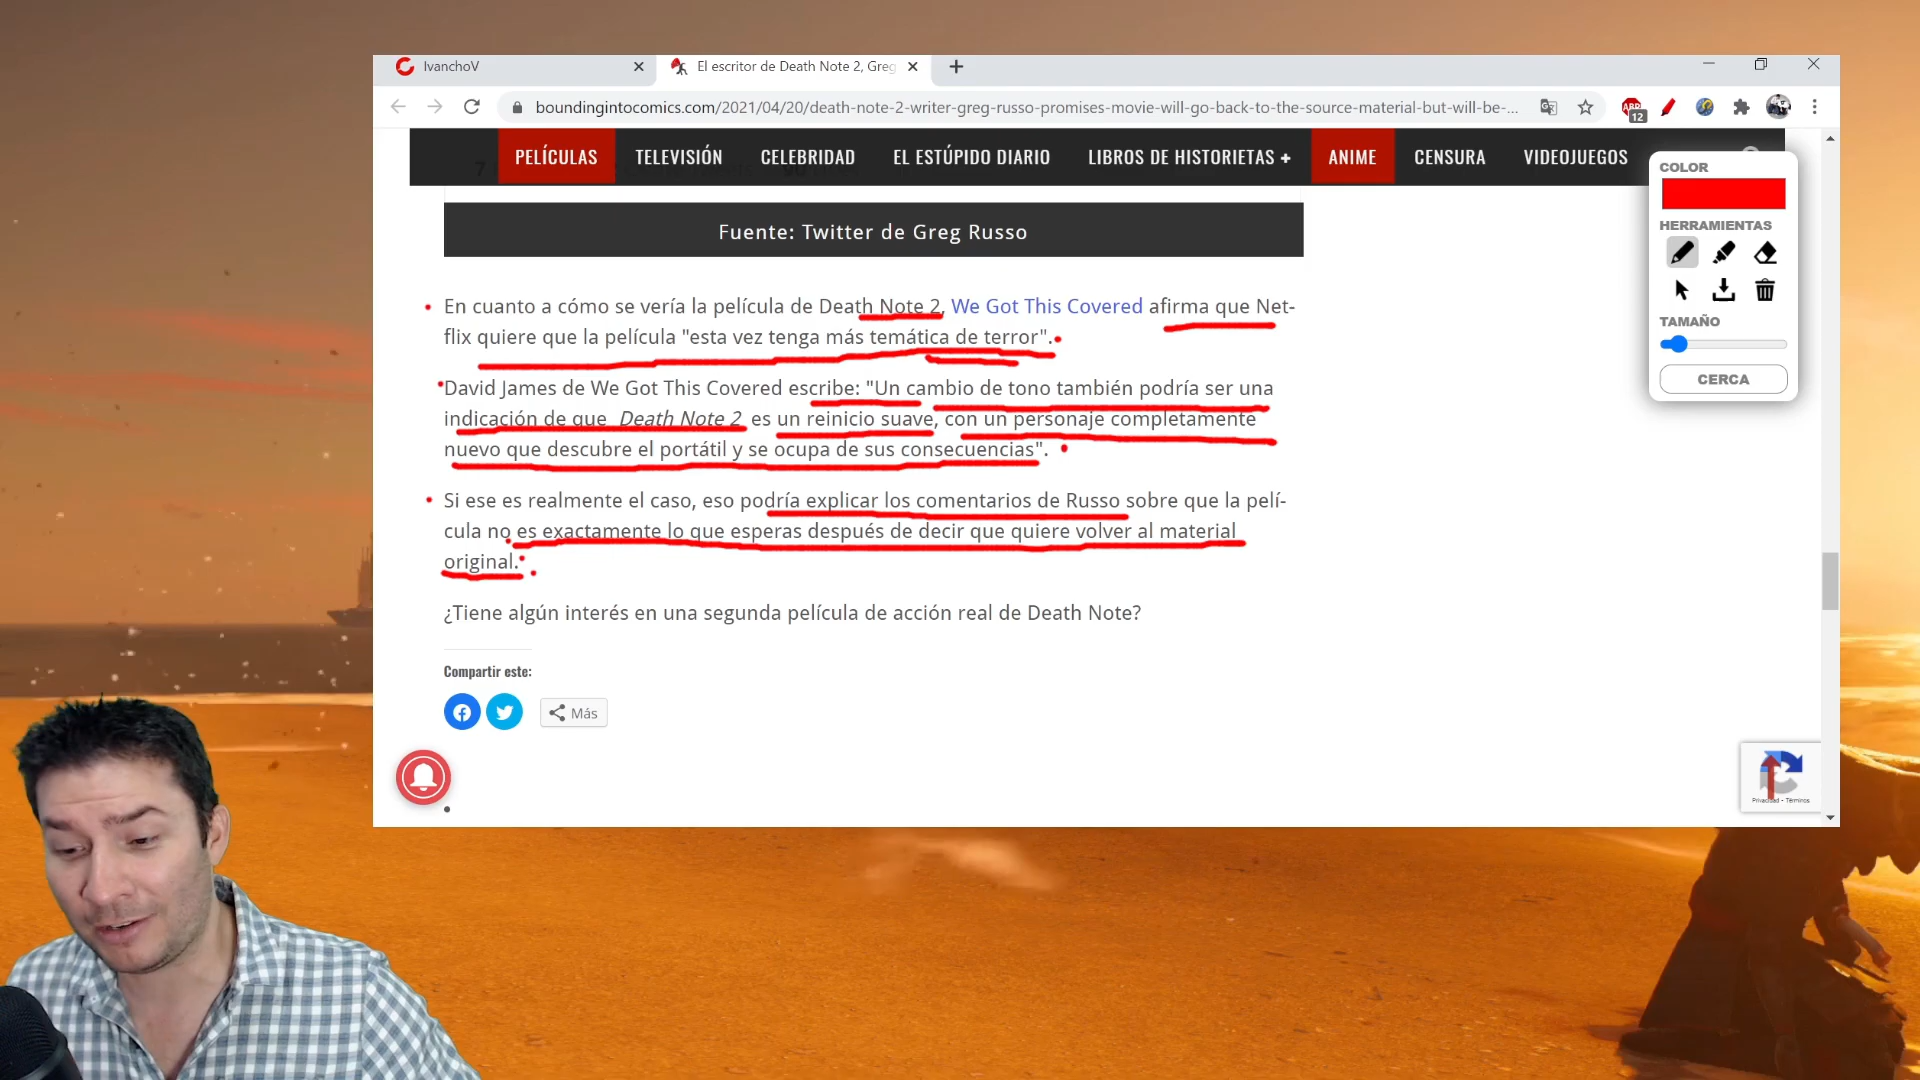 IvanchoV
El escritor de Death Note 2, Greg
boundingintocomics.com/2021/04/20/death-note-2-writer-greg-russo-promises-movie-will-go-back-to-the-source-material-but-will-be-...
ABP
12
PELÍCULAS TELEVISIÓN CELEBRIDAD EL ESTÚPIDO DIARIO LIBROS DE HISTORIETAS + ANIME CENSURA VIDEOJUEGOS
Fuente: Twitter de Greg Russo
En cuanto a cómo se vería la película de Death Note 2, We Got This Covered afirma que Net-
flix quiere que la película "esta vez tenga más temática de terror".
David James de We Got This Covered escribe: "Un cambio de tono también podría ser una
indicación de que Death Note 2 es un reinicio suave, con un personaje completamente
nuevo que descubre el portátil y se ocupa de sus consecuencias".
Si ese es realmente el caso, eso podría explicar los comentarios de Russo sobre que la pelí-
cula no es exactamente lo que esperas después de decir que quiere volver al material
original.
¿Tiene algún interés en una segunda película de acción real de Death Note?
Compartir este:
Más
COLOR
HERRAMIENTAS
TAMAÑO
CERCA
Privacidad - Términos